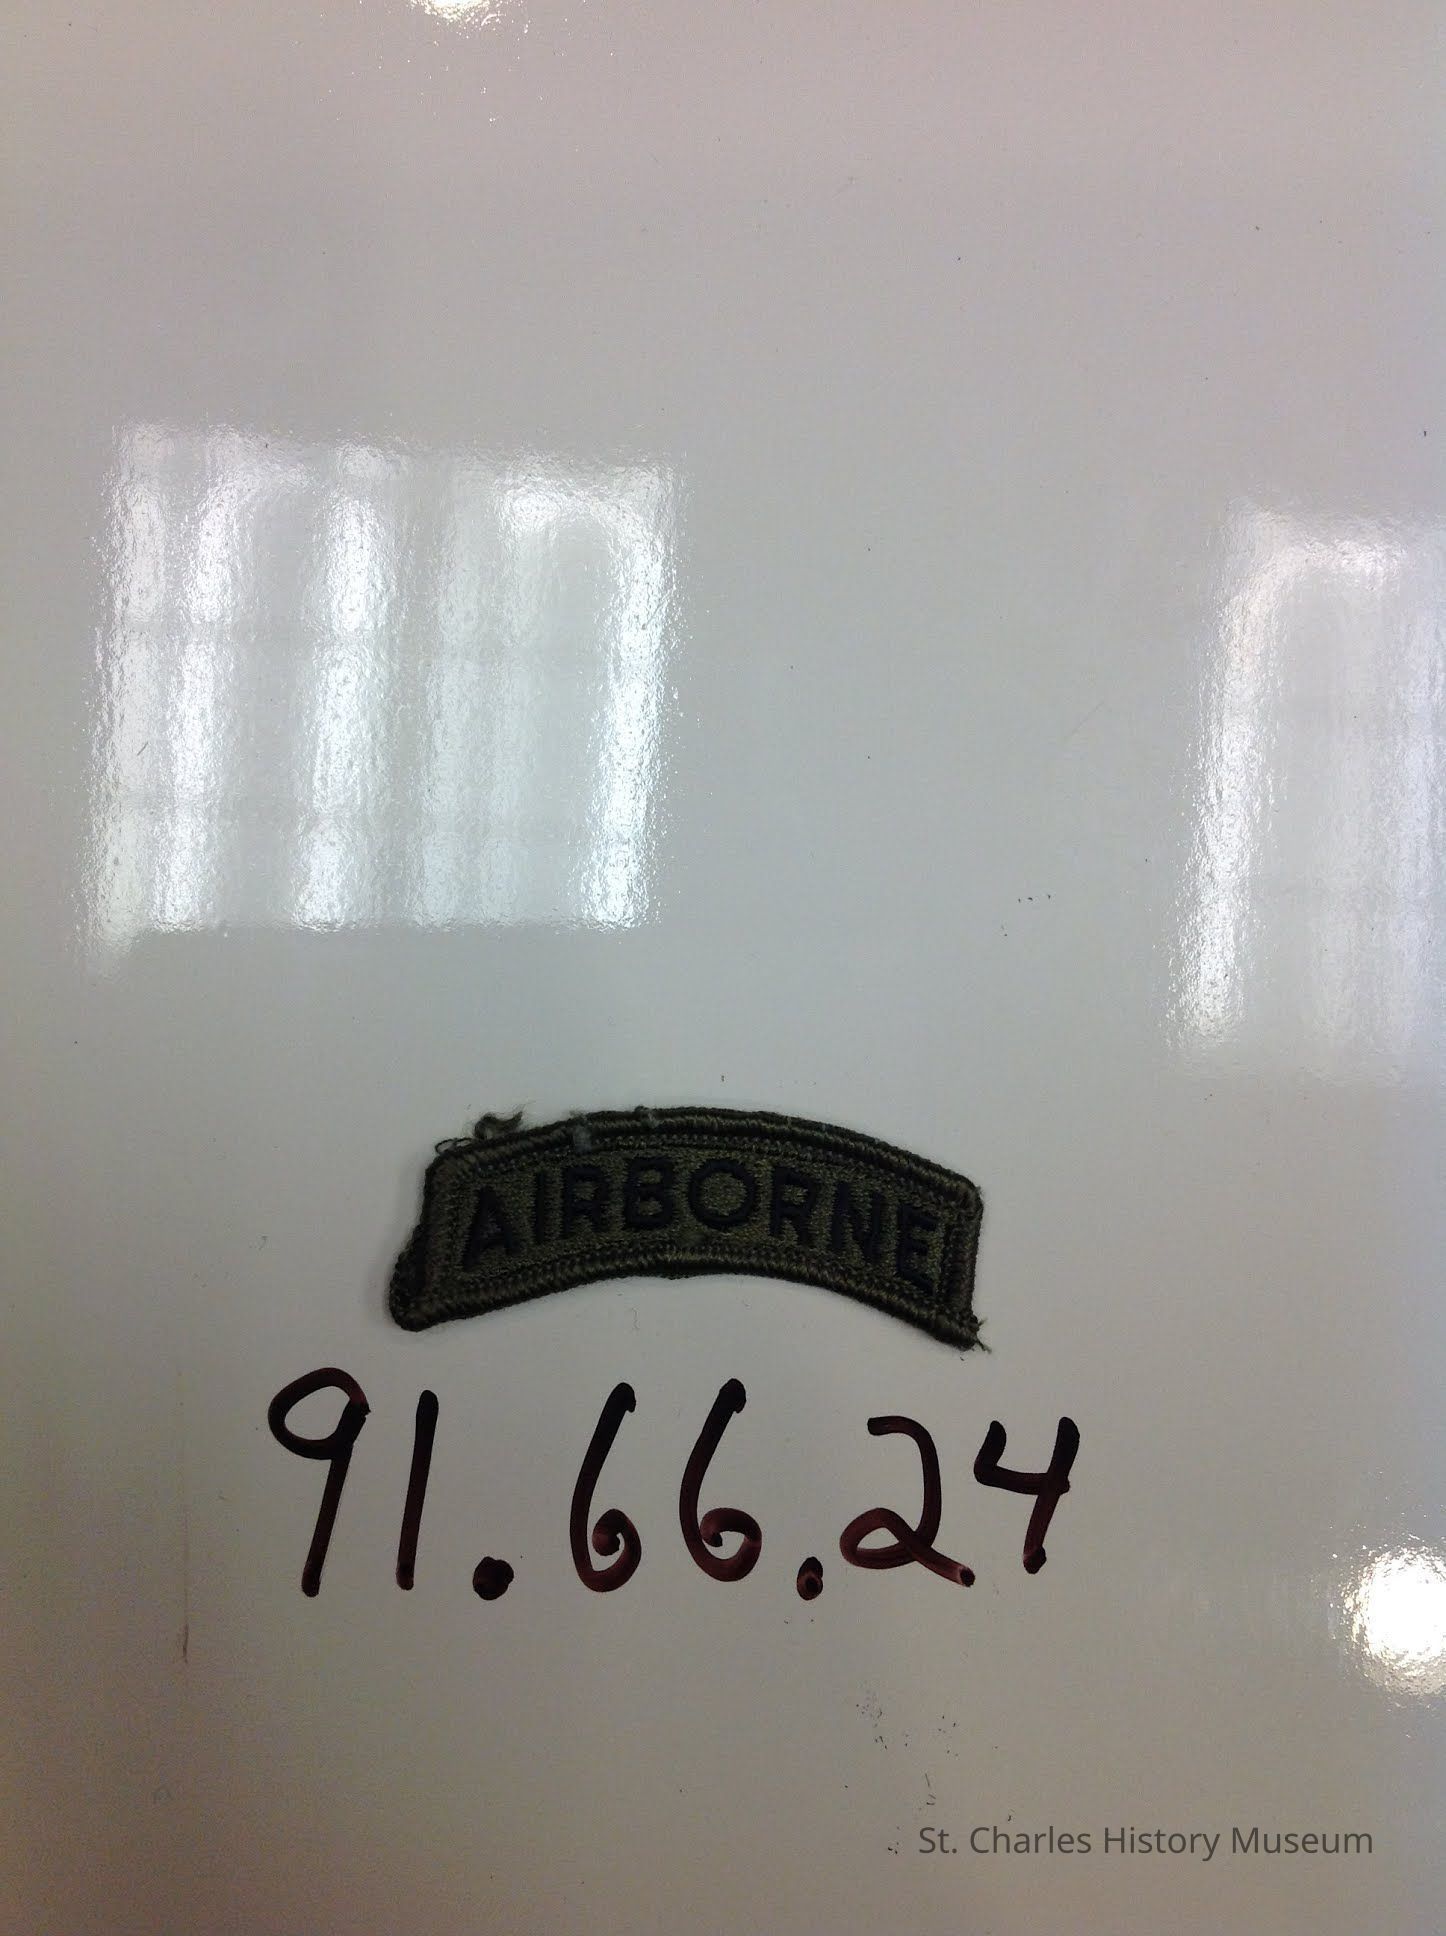 AIRBORNE
91.66.24
St. Charles History Museum